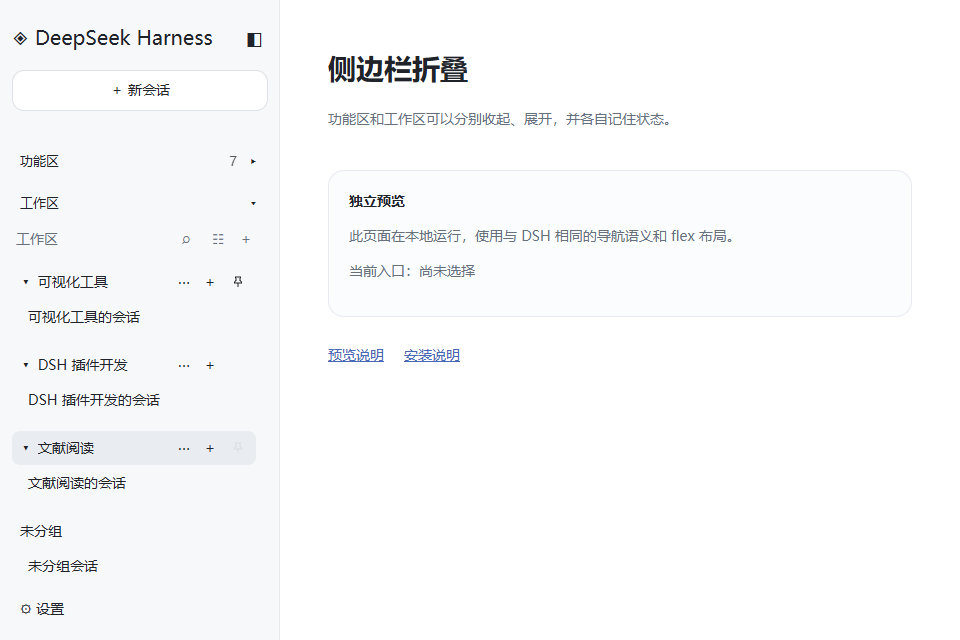 DeepSeek Harness
+ 新会话
功能区 7
工作区
工作区
可视化工具
可视化工具的会话
DSH 插件开发
DSH 插件开发的会话
文献阅读
文献阅读的会话
未分组
未分组会话
设置
侧边栏折叠
功能区和工作区可以分别收起、展开，并各自记住状态。
独立预览
此页面在本地运行，使用与 DSH 相同的导航语义和 flex 布局。
当前入口：尚未选择
预览说明 安装说明